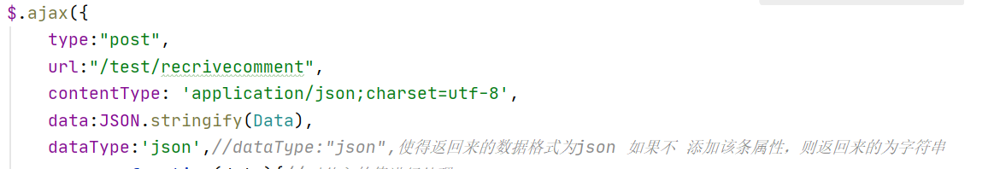 $.ajax({
type:"post",
url:"/test/recrivecomment",
contentType: 'application/json;charset=utf-8',
data:JSON.stringify(Data),
dataType:'json',//dataType:"json",使得返回来的数据格式为json 如果不 添加该条属性，则返回来的为字符串